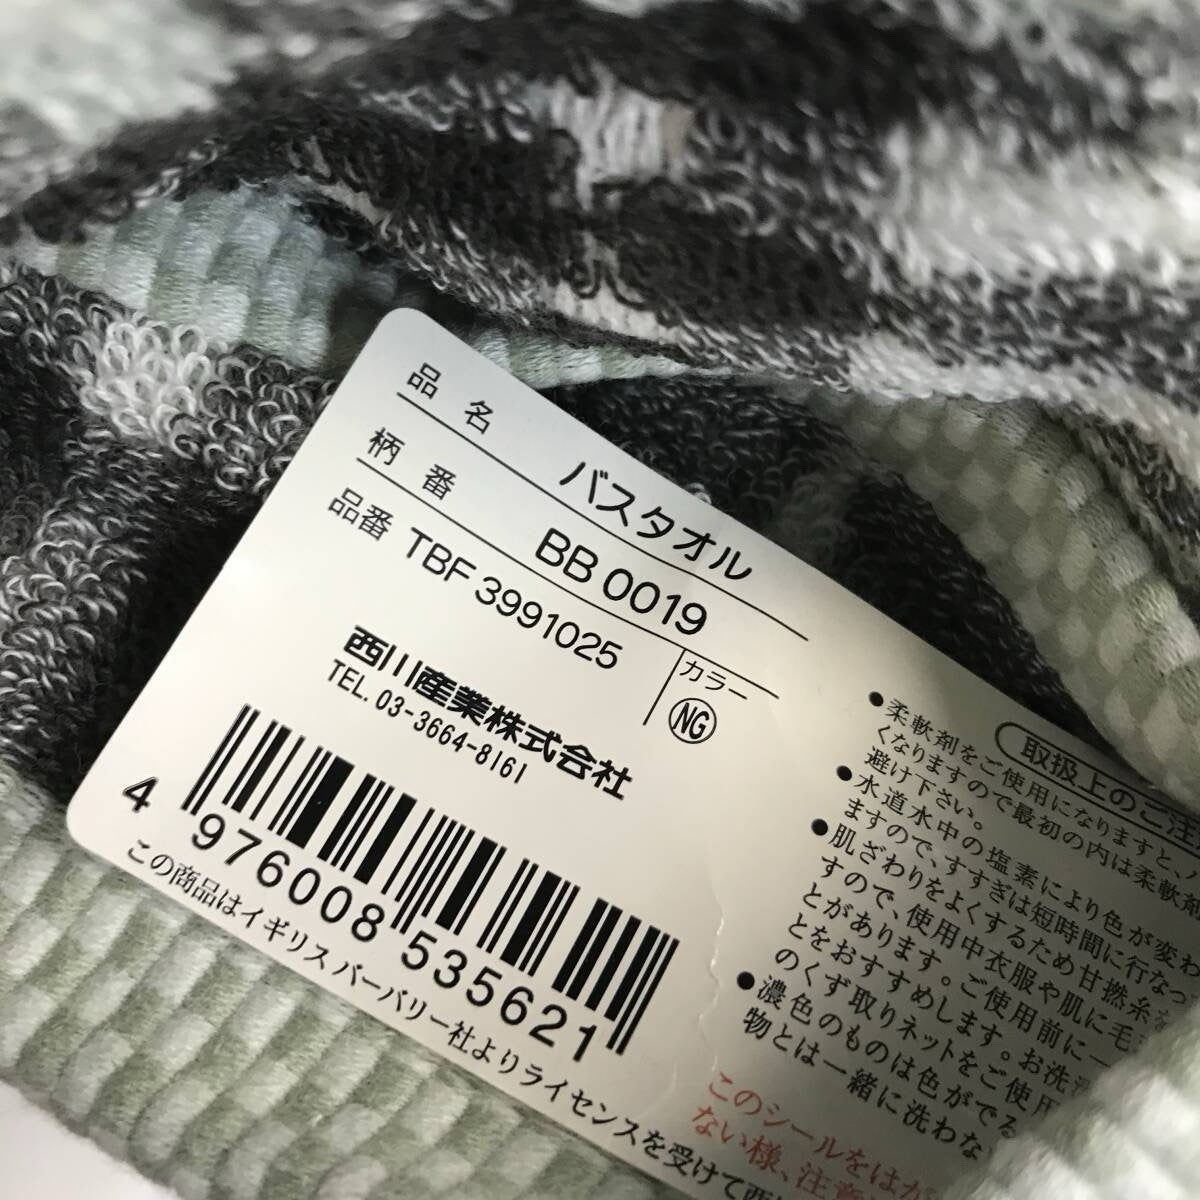 品名 バスタオル
柄番 BB 0019
品番 TBF 3991025
カラー
NG
西川産業株式会社
TEL. 03-3664-8161
4 976008 535621
この商品はイギリス バーバリー社よりライセンスを受けて西
取扱上のご注
●柔軟剤をご使用になりますと、
くなりますので最初の内は柔軟剤
避け下さい。
●水道水中の塩素により色が変わ
ますので、すすぎは短時間に行なっ
●肌ざわりをよくするため甘撚糸を
すので、使用中衣服や肌に毛
とがあります。ご使用前に一
とをおすすめします。お洗濯
のくず取りネットをご使用
●濃色のものは色がでる
物とは一緒に洗わな
このシールをはが
ない様、注意